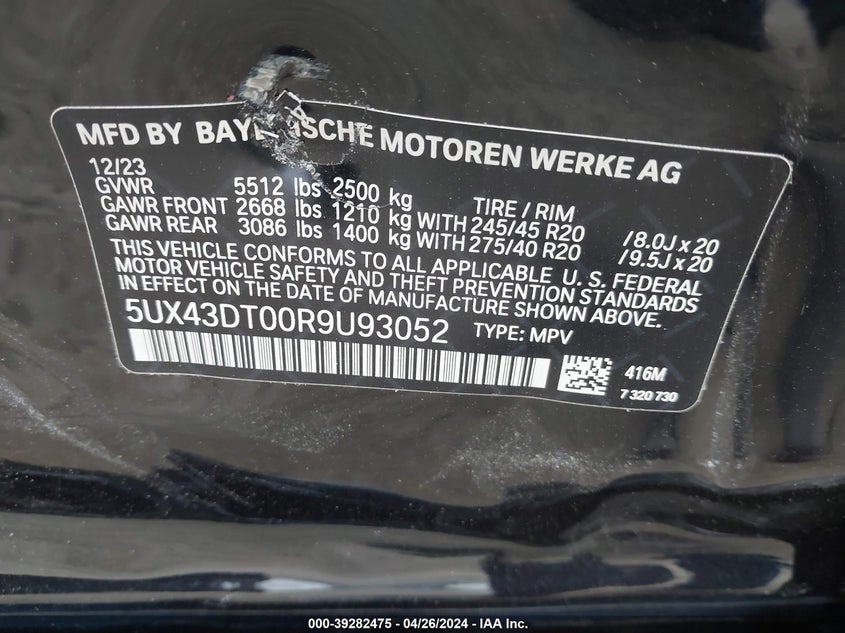 MFD BY BAYERISCHE MOTOREN WERKE AG
12/23
GVWR 5512 lbs 2500 kg TIRE / RIM
GAWR FRONT 2668 lbs 1210 kg WITH 245/45 R20 /8.0J x 20
GAWR REAR 3086 lbs 1400 kg WITH 275/40 R20 /9.5J x 20
THIS VEHICLE CONFORMS TO ALL APPLICABLE U. S. FEDERAL
MOTOR VEHICLE SAFETY AND THEFT PREVENTION STANDARDS
IN EFFECT ON THE DATE OF MANUFACTURE SHOWN ABOVE.
5UX43DT00R9U93052 TYPE: MPV
416M
7 320 730
000-39282475 - 04/26/2024 - IAA Inc.